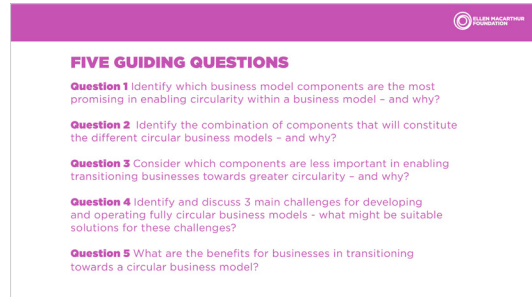 ELLEN MACARTHUR
FOUNDATION
FIVE GUIDING QUESTIONS
Question 1 Identify which business model components are the most
promising in enabling circularity within a business model – and why?
Question 2 Identify the combination of components that will constitute
the different circular business models – and why?
Question 3 Consider which components are less important in enabling
transitioning businesses towards greater circularity – and why?
Question 4 Identify and discuss 3 main challenges for developing
and operating fully circular business models - what might be suitable
solutions for these challenges?
Question 5 What are the benefits for businesses in transitioning
towards a circular business model?